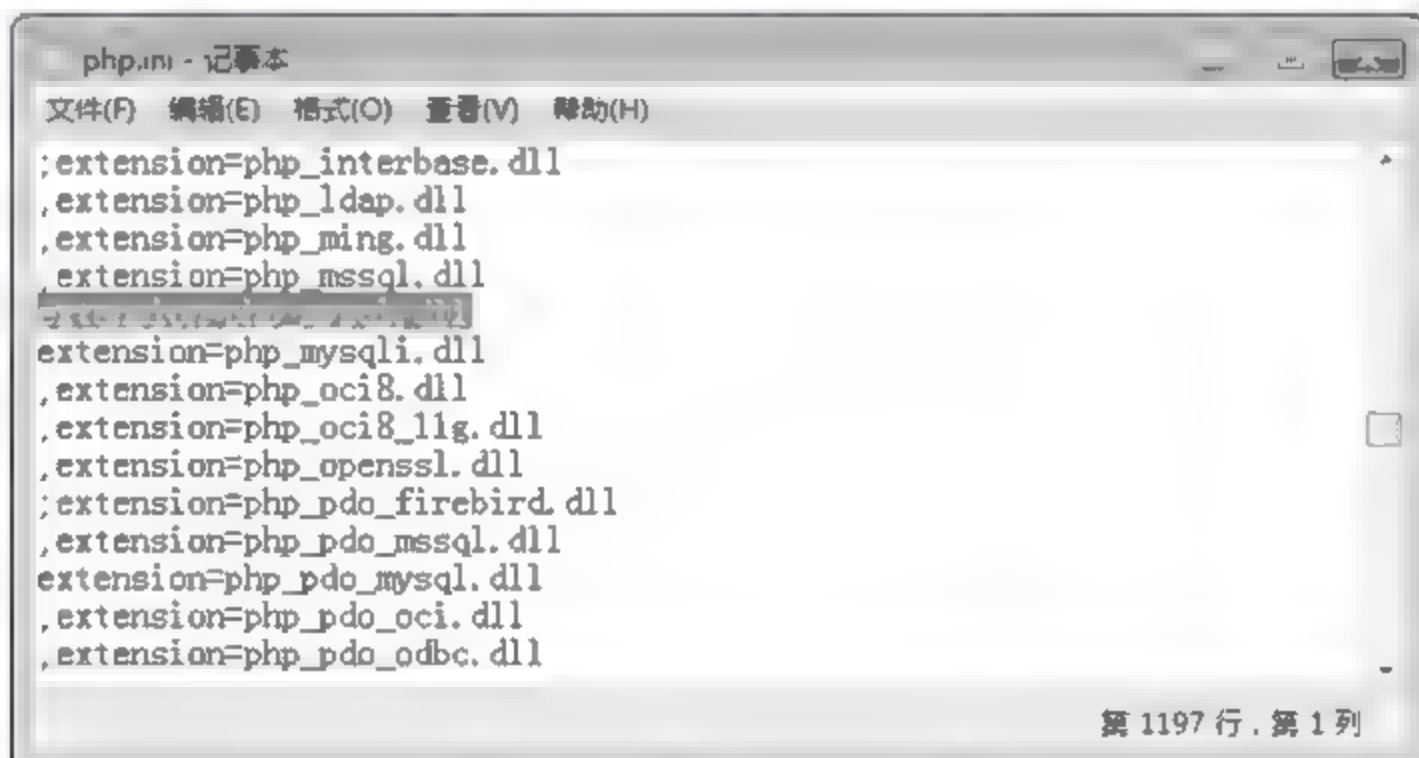 php.ini - 记事本
文件(F) 编辑(E) 格式(O) 查看(V) 帮助(H)
;extension=php_interbase.dll
;extension=php_ldap.dll
;extension=php_ming.dll
;extension=php_mssql.dll
extension=php_mysqli.dll
;extension=php_oci8.dll
;extension=php_oci8_11g.dll
;extension=php_openssl.dll
;extension=php_pdo_firebird.dll
;extension=php_pdo_mssql.dll
extension=php_pdo_mysql.dll
;extension=php_pdo_oci.dll
;extension=php_pdo_odbc.dll
第 1197 行，第 1 列